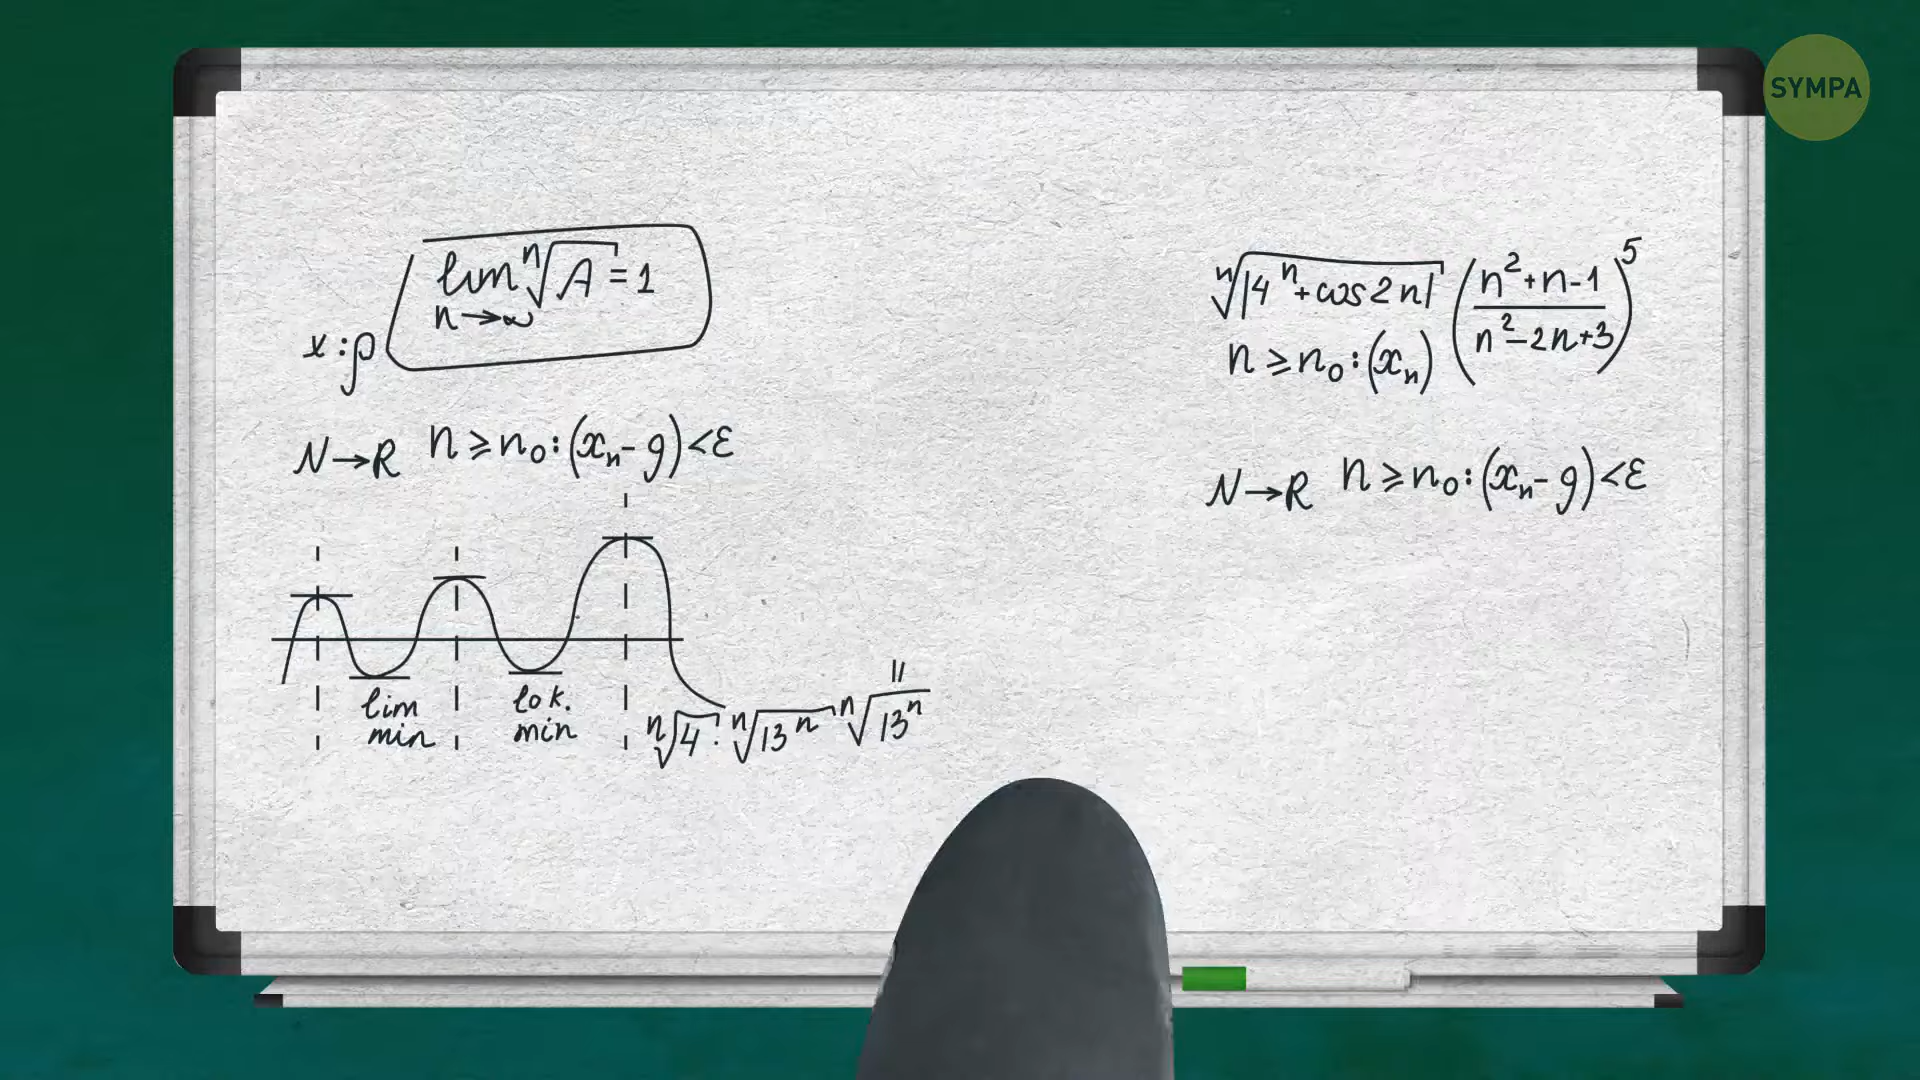 SYMPA
lim ⁿ√A = 1
n→∞
x:ρ
N→R n ≥ n₀: (xₙ - g) < ε
lim
min
lok.
min
ⁿ√4 · ⁿ√13ⁿ ⁿ√13ⁿ
||
ⁿ√|4ⁿ + cos 2n| ((n²+n-1)/(n²-2n+3))⁵
n ≥ n₀: (xₙ)
N→R n ≥ n₀: (xₙ - g) < ε